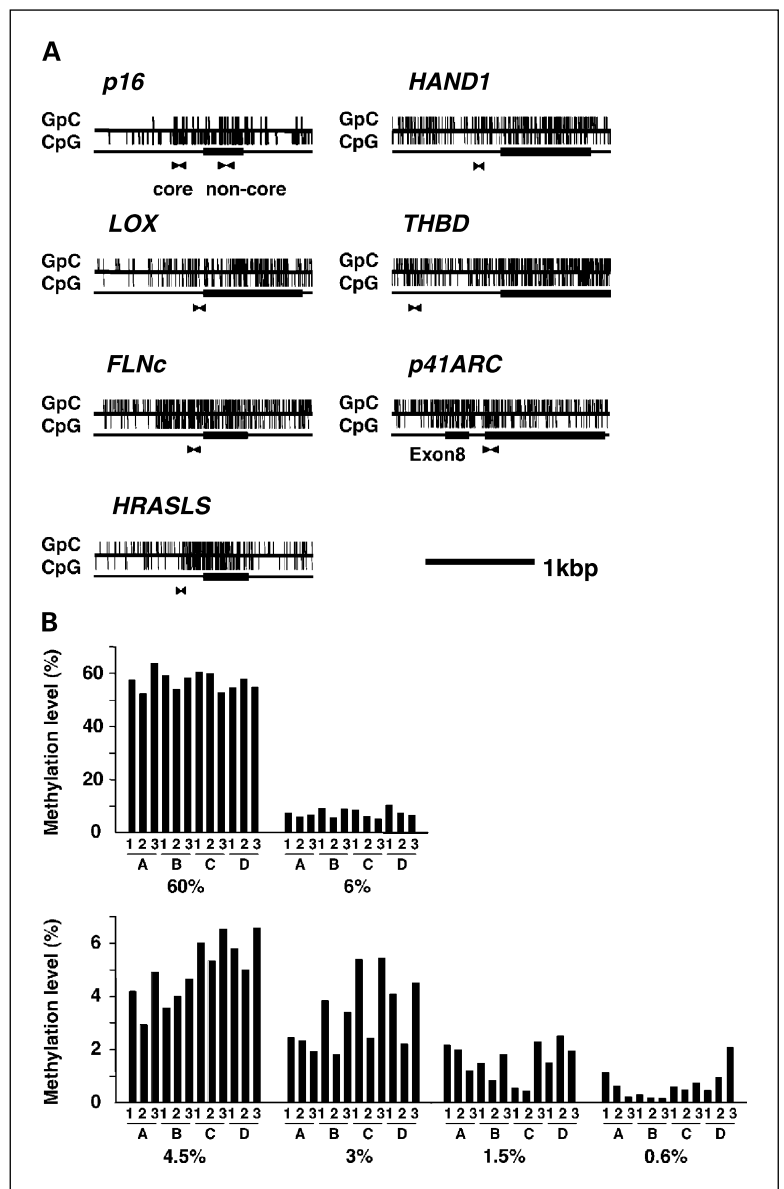 A
p16 HAND1
GpC GpC
CpG CpG
core non-core
LOX THBD
GpC GpC
CpG CpG
FLNc p41ARC
GpC GpC
CpG CpG
Exon8
HRASLS
GpC
CpG
1kbp
B
Methylation level (%)
60
40
20
0
1 2 3 1 2 3 1 2 3 1 2 3 1 2 3 1 2 3 1 2 3 1 2 3
A B C D A B C D
60% 6%
Methylation level (%)
6
4
2
0
1 2 3 1 2 3 1 2 3 1 2 3 1 2 3 1 2 3 1 2 3 1 2 3 1 2 3 1 2 3 1 2 3 1 2 3 1 2 3 1 2 3 1 2 3 1 2 3
A B C D A B C D A B C D A B C D
4.5% 3% 1.5% 0.6%